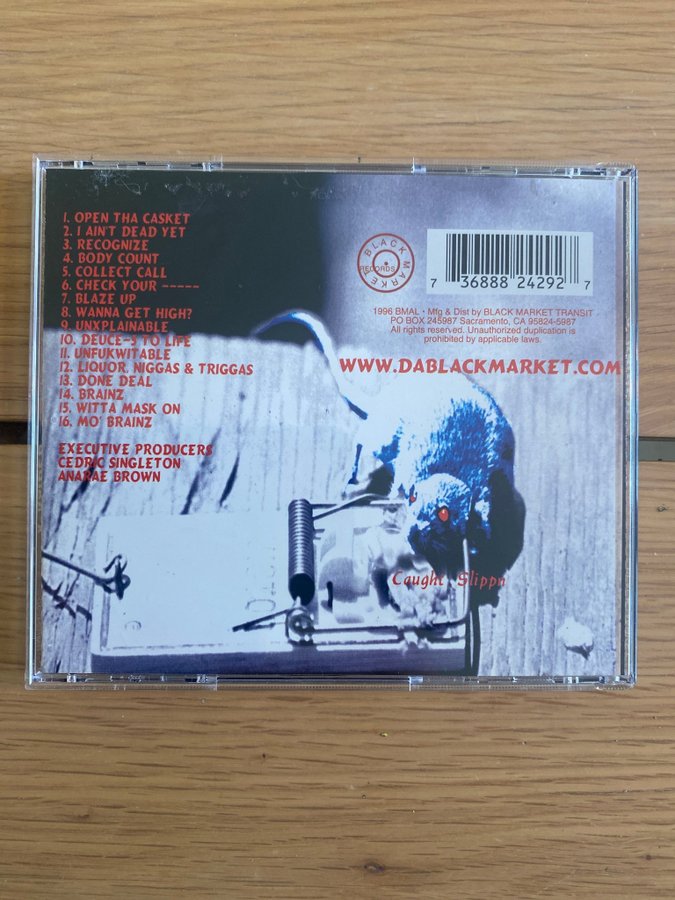 1. OPEN THA CASKET
2. I AIN'T DEAD YET
3. RECOGNIZE
4. BODY COUNT
5. COLLECT CALL
6. CHECK YOUR -----
7. BLAZE UP
8. WANNA GET HIGH?
9. UNXPLAINABLE
10. DEUCE-5 TO LIFE
11. UNFUKWITABLE
12. LIQUOR, NIGGAS & TRIGGAS
13. DONE DEAL
14. BRAINZ
15. WITTA MASK ON
16. MO' BRAINZ
EXECUTIVE PRODUCERS
CEDRIC SINGLETON
ANARAE BROWN
BLACK MARKET
RECORDS
7 36888 24292 7
1996 BMAL • Mfg & Dist by BLACK MARKET TRANSIT
PO BOX 245987 Sacramento, CA 95824-5987
All rights reserved. Unauthorized duplication is
prohibited by applicable laws.
WWW.DABLACKMARKET.COM
Caught Slippn